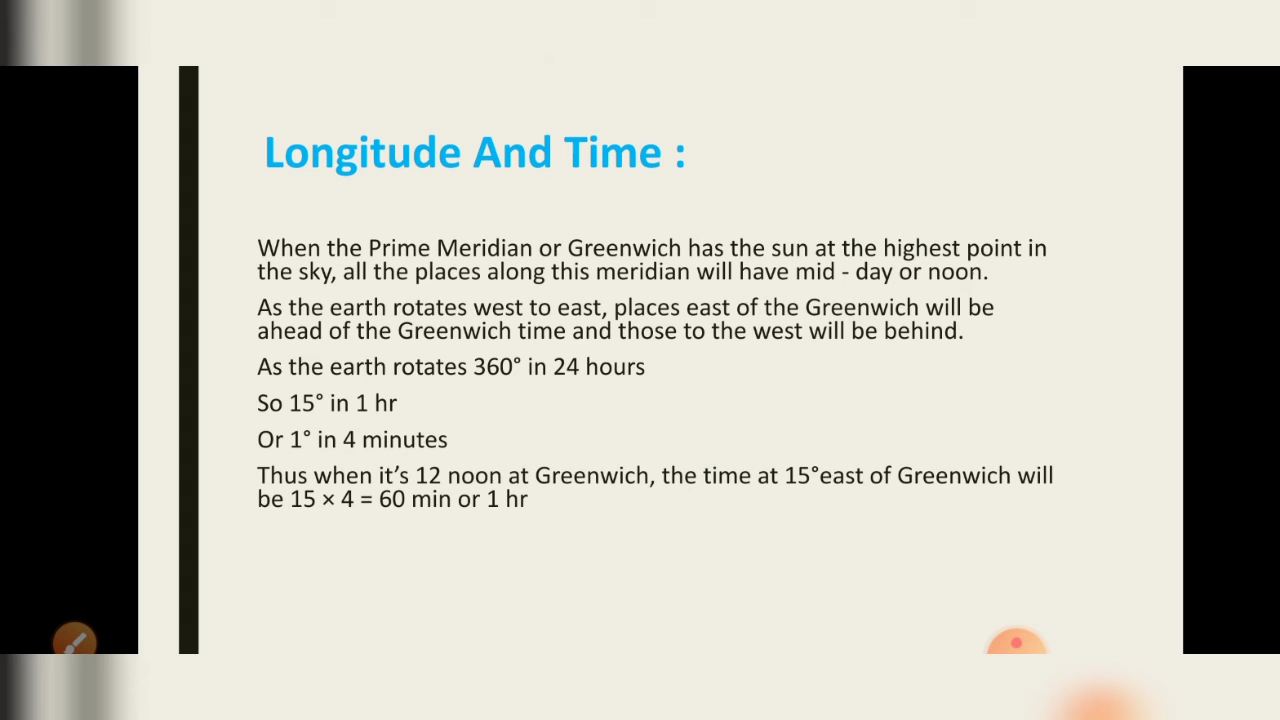 Longitude And Time :
When the Prime Meridian or Greenwich has the sun at the highest point in
the sky, all the places along this meridian will have mid - day or noon.
As the earth rotates west to east, places east of the Greenwich will be
ahead of the Greenwich time and those to the west will be behind.
As the earth rotates 360° in 24 hours
So 15° in 1 hr
Or 1° in 4 minutes
Thus when it’s 12 noon at Greenwich, the time at 15°east of Greenwich will
be 15 × 4 = 60 min or 1 hr